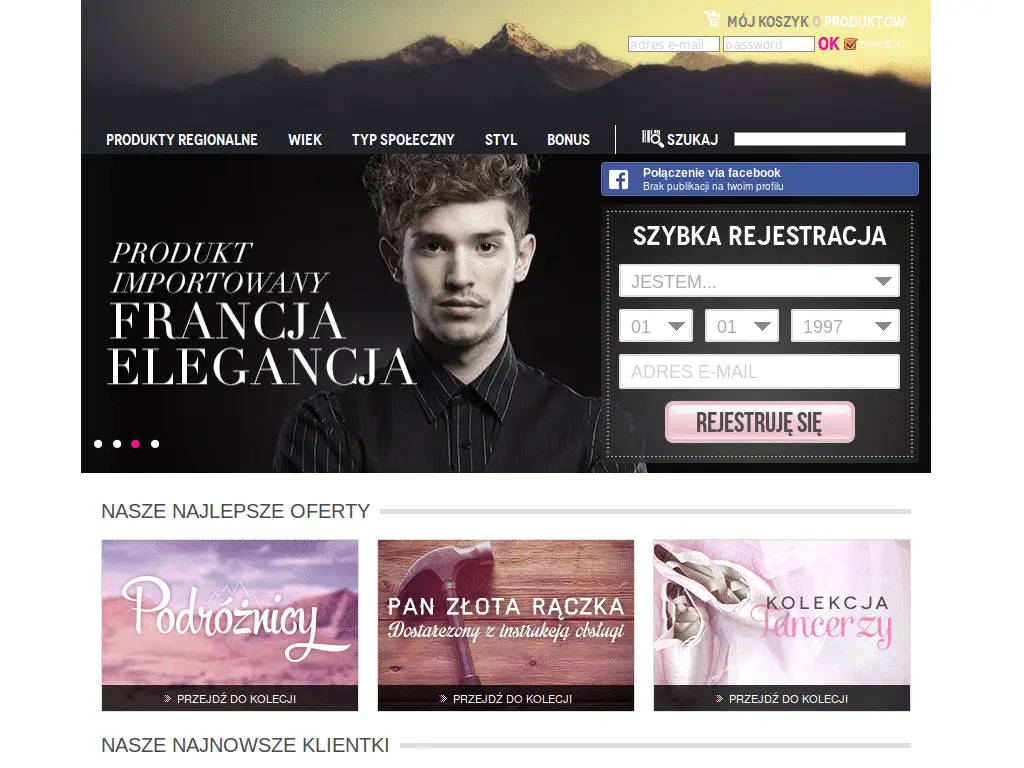 MÓJ KOSZYK 0 PRODUKTÓW
adres e-mail password OK
PRODUKTY REGIONALNE WIEK TYP SPOŁECZNY STYL BONUS SZUKAJ
Połączenie via facebook
Brak publikacji na twoim profilu
PRODUKT
IMPORTOWANY
FRANCJA
ELEGANCJA
SZYBKA REJESTRACJA
JESTEM...
01 01 1997
ADRES E-MAIL
REJESTRUJĘ SIĘ
NASZE NAJLEPSZE OFERTY
Podróżnicy
PRZEJDŹ DO KOLECJI
PAN ZŁOTA RĄCZKA
Dostarczony z instrukcją obsługi
PRZEJDŹ DO KOLECJI
KOLEKCJA
Tancerzy
PRZEJDŹ DO KOLECJI
NASZE NAJNOWSZE KLIENTKI